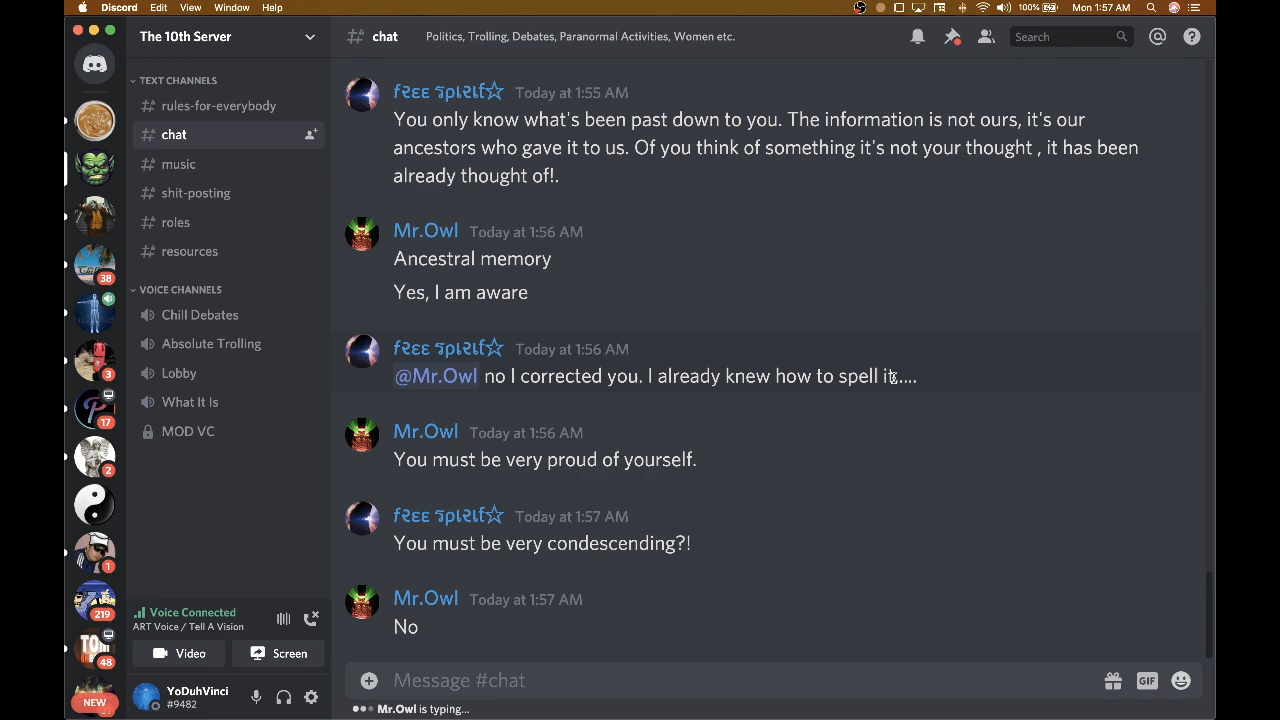 Discord Edit View Window Help 100% Mon 1:57 AM
The 10th Server
# chat Politics, Trolling, Debates, Paranormal Activities, Women etc. Search
TEXT CHANNELS
rules-for-everybody
chat
music
shit-posting
roles
resources
VOICE CHANNELS
Chill Debates
Absolute Trolling
Lobby
What It Is
MOD VC
38
3
17
2
1
219
TOM
48
NEW
Voice Connected
ART Voice / Tell A Vision
Video Screen
YoDuhVinci
#9482
Today at 1:55 AM
You only know what's been past down to you. The information is not ours, it's our
ancestors who gave it to us. Of you think of something it's not your thought , it has been
already thought of!.
Mr.Owl Today at 1:56 AM
Ancestral memory
Yes, I am aware
Today at 1:56 AM
@Mr.Owl no I corrected you. I already knew how to spell it....
Mr.Owl Today at 1:56 AM
You must be very proud of yourself.
Today at 1:57 AM
You must be very condescending?!
Mr.Owl Today at 1:57 AM
No
Message #chat GIF
Mr.Owl is typing...